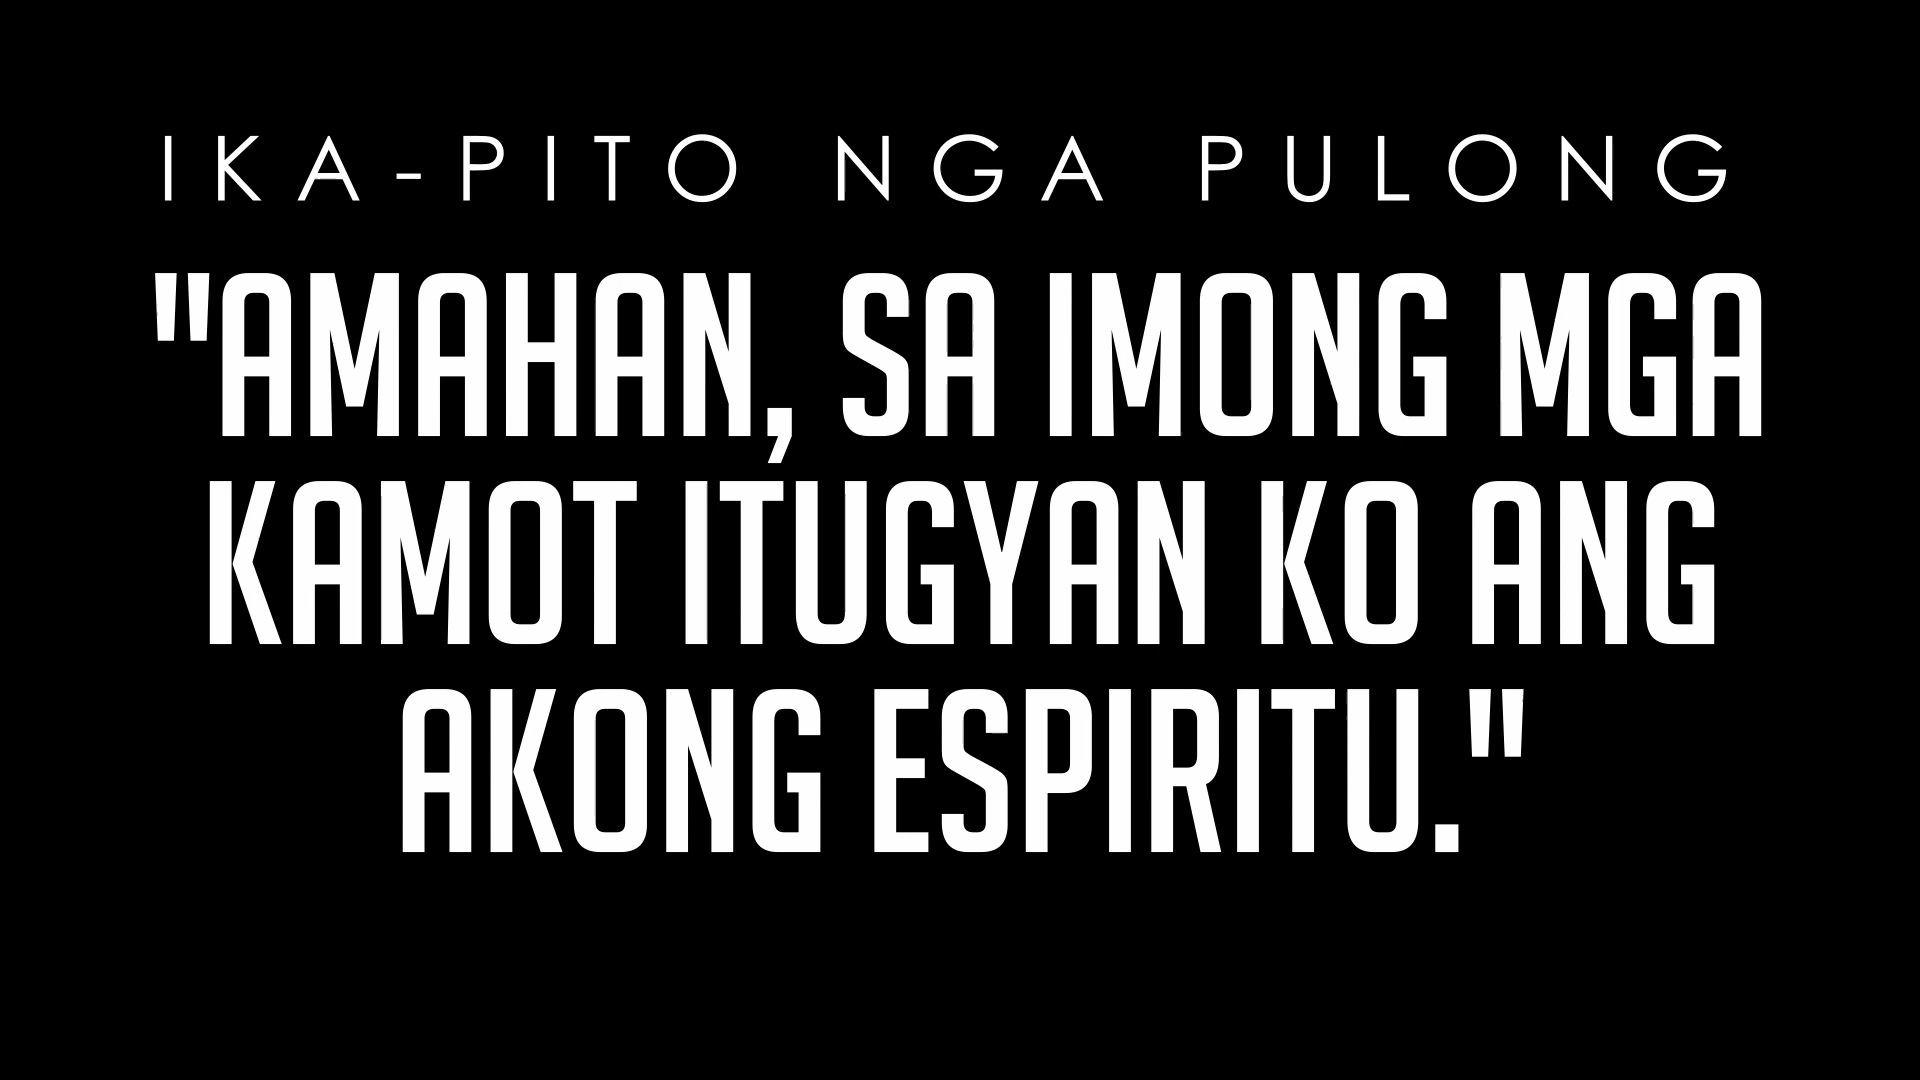 IKA-PITO NGA PULONG
"AMAHAN, SA IMONG MGA
KAMOT ITUGYAN KO ANG
AKONG ESPIRITU."